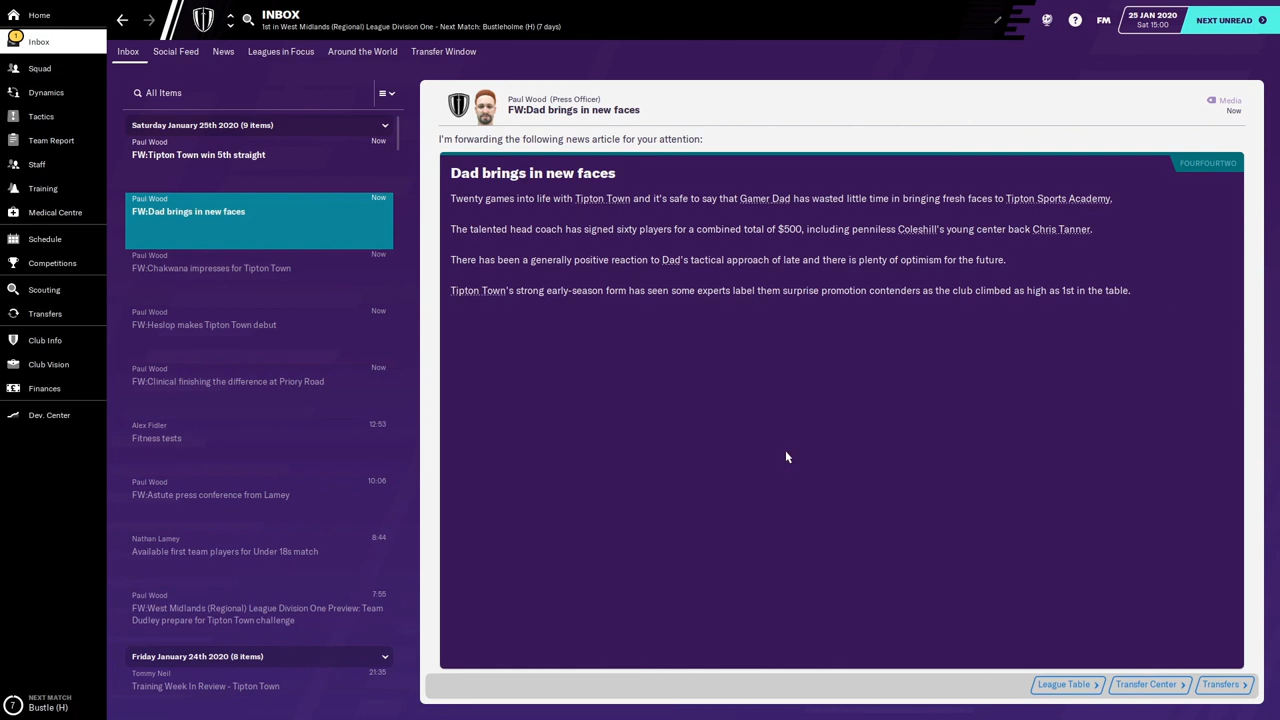 Home
INBOX
1st in West Midlands (Regional) League Division One - Next Match: Bustleholme (H) (7 days)
FM
25 JAN 2020
Sat 15:00
NEXT UNREAD
1
Inbox
Squad
Dynamics
Tactics
Team Report
Staff
Training
Medical Centre
Schedule
Competitions
Scouting
Transfers
Club Info
Club Vision
Finances
Dev. Center
7
NEXT MATCH
Bustle (H)
Inbox Social Feed News Leagues in Focus Around the World Transfer Window
All Items
Saturday January 25th 2020 (9 items)
Paul Wood Now
FW:Tipton Town win 5th straight
Paul Wood Now
FW:Dad brings in new faces
Paul Wood Now
FW:Chakwana impresses for Tipton Town
Paul Wood Now
FW:Heslop makes Tipton Town debut
Paul Wood Now
FW:Clinical finishing the difference at Priory Road
Alex Fidler 12:53
Fitness tests
Paul Wood 10:06
FW:Astute press conference from Lamey
Nathan Lamey 8:44
Available first team players for Under 18s match
Paul Wood 7:55
FW:West Midlands (Regional) League Division One Preview: Team
Dudley prepare for Tipton Town challenge
Friday January 24th 2020 (8 items)
Tommy Neil 21:35
Training Week In Review - Tipton Town
Paul Wood (Press Officer)
FW:Dad brings in new faces
Media
Now
I'm forwarding the following news article for your attention:
FOURFOURTWO
Dad brings in new faces
Twenty games into life with Tipton Town and it's safe to say that Gamer Dad has wasted little time in bringing fresh faces to Tipton Sports Academy.
The talented head coach has signed sixty players for a combined total of $500, including penniless Coleshill's young center back Chris Tanner.
There has been a generally positive reaction to Dad's tactical approach of late and there is plenty of optimism for the future.
Tipton Town's strong early-season form has seen some experts label them surprise promotion contenders as the club climbed as high as 1st in the table.
League Table Transfer Center Transfers